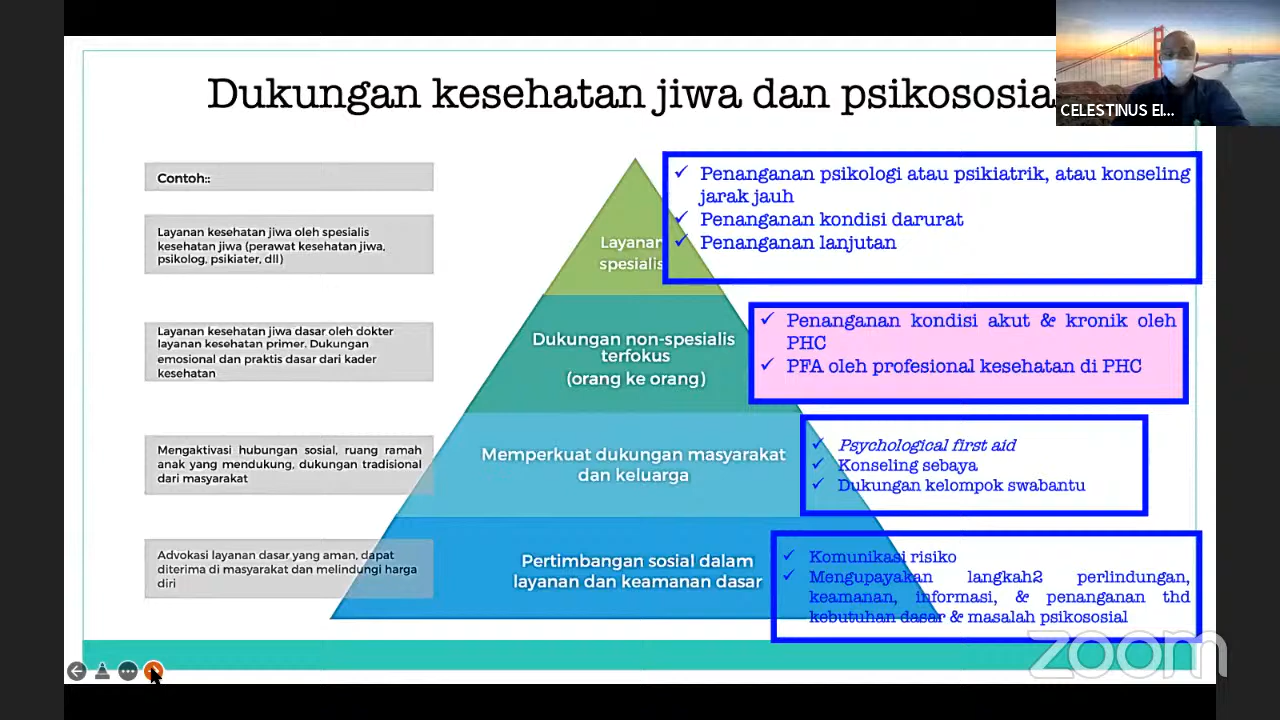 Dukungan kesehatan jiwa dan psikososial
CELESTINUS EI...
Contoh::
Layanan kesehatan jiwa oleh spesialis
kesehatan jiwa (perawat kesehatan jiwa,
psikolog, psikiater, dll)
Layanan kesehatan jiwa dasar oleh dokter
layanan kesehatan primer. Dukungan
emosional dan praktis dasar dari kader
kesehatan
Mengaktivasi hubungan sosial, ruang ramah
anak yang mendukung, dukungan tradisional
dari masyarakat
Advokasi layanan dasar yang aman, dapat
diterima di masyarakat dan melindungi harga
diri
Layanan
spesialis
Dukungan non-spesialis
terfokus
(orang ke orang)
Memperkuat dukungan masyarakat
dan keluarga
Pertimbangan sosial dalam
layanan dan keamanan dasar
✓ Penanganan psikologi atau psikiatrik, atau konseling
jarak jauh
✓ Penanganan kondisi darurat
✓ Penanganan lanjutan
✓ Penanganan kondisi akut & kronik oleh
PHC
✓ PFA oleh profesional kesehatan di PHC
✓ Psychological first aid
✓ Konseling sebaya
✓ Dukungan kelompok swabantu
✓ Komunikasi risiko
✓ Mengupayakan langkah2 perlindungan,
keamanan, informasi, & penanganan thd
kebutuhan dasar & masalah psikososial
zoom